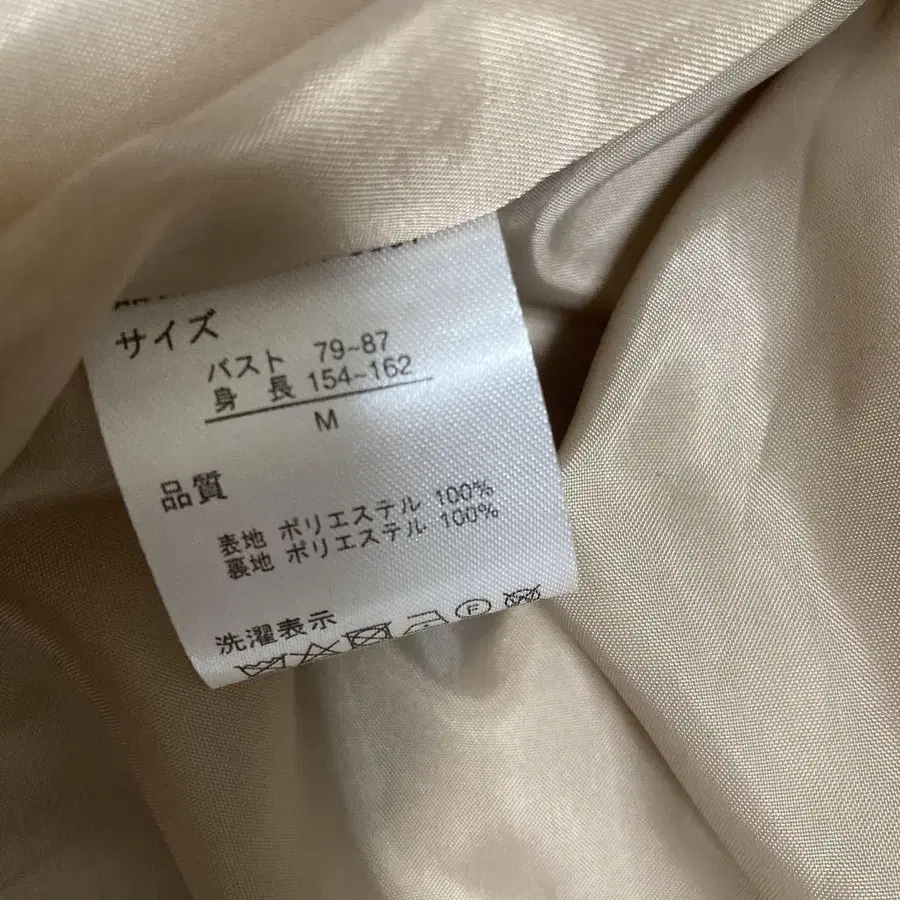 サイズ
バスト 79~87
身長 154~162
M
品質
表地 ポリエステル 100%
裏地 ポリエステル 100%
洗濯表示
F